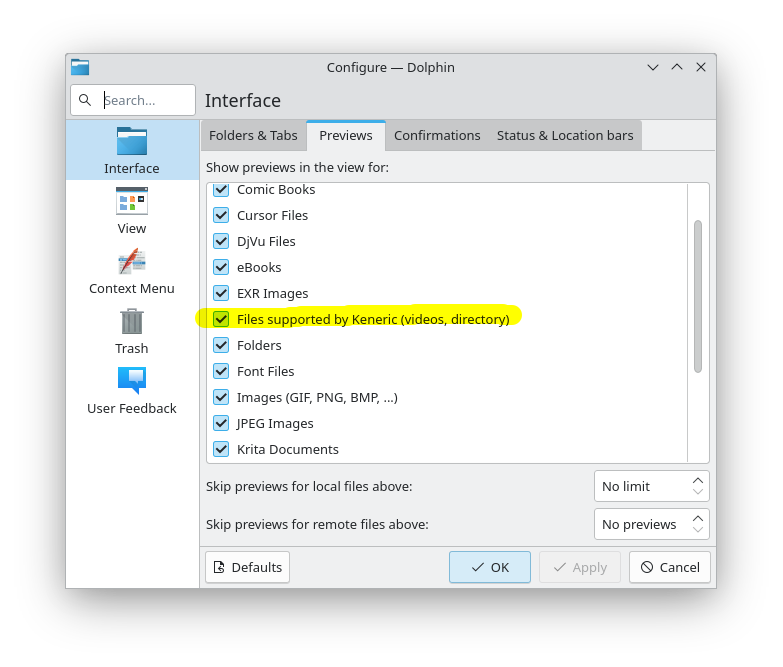 Configure — Dolphin
Search...
Interface
Interface
View
Context Menu
Trash
User Feedback
Folders & Tabs
Previews
Confirmations
Status & Location bars
Show previews in the view for:
Comic Books
Cursor Files
DjVu Files
eBooks
EXR Images
Files supported by Keneric (videos, directory)
Folders
Font Files
Images (GIF, PNG, BMP, ...)
JPEG Images
Krita Documents
Skip previews for local files above:
No limit
Skip previews for remote files above:
No previews
Defaults
OK
Apply
Cancel